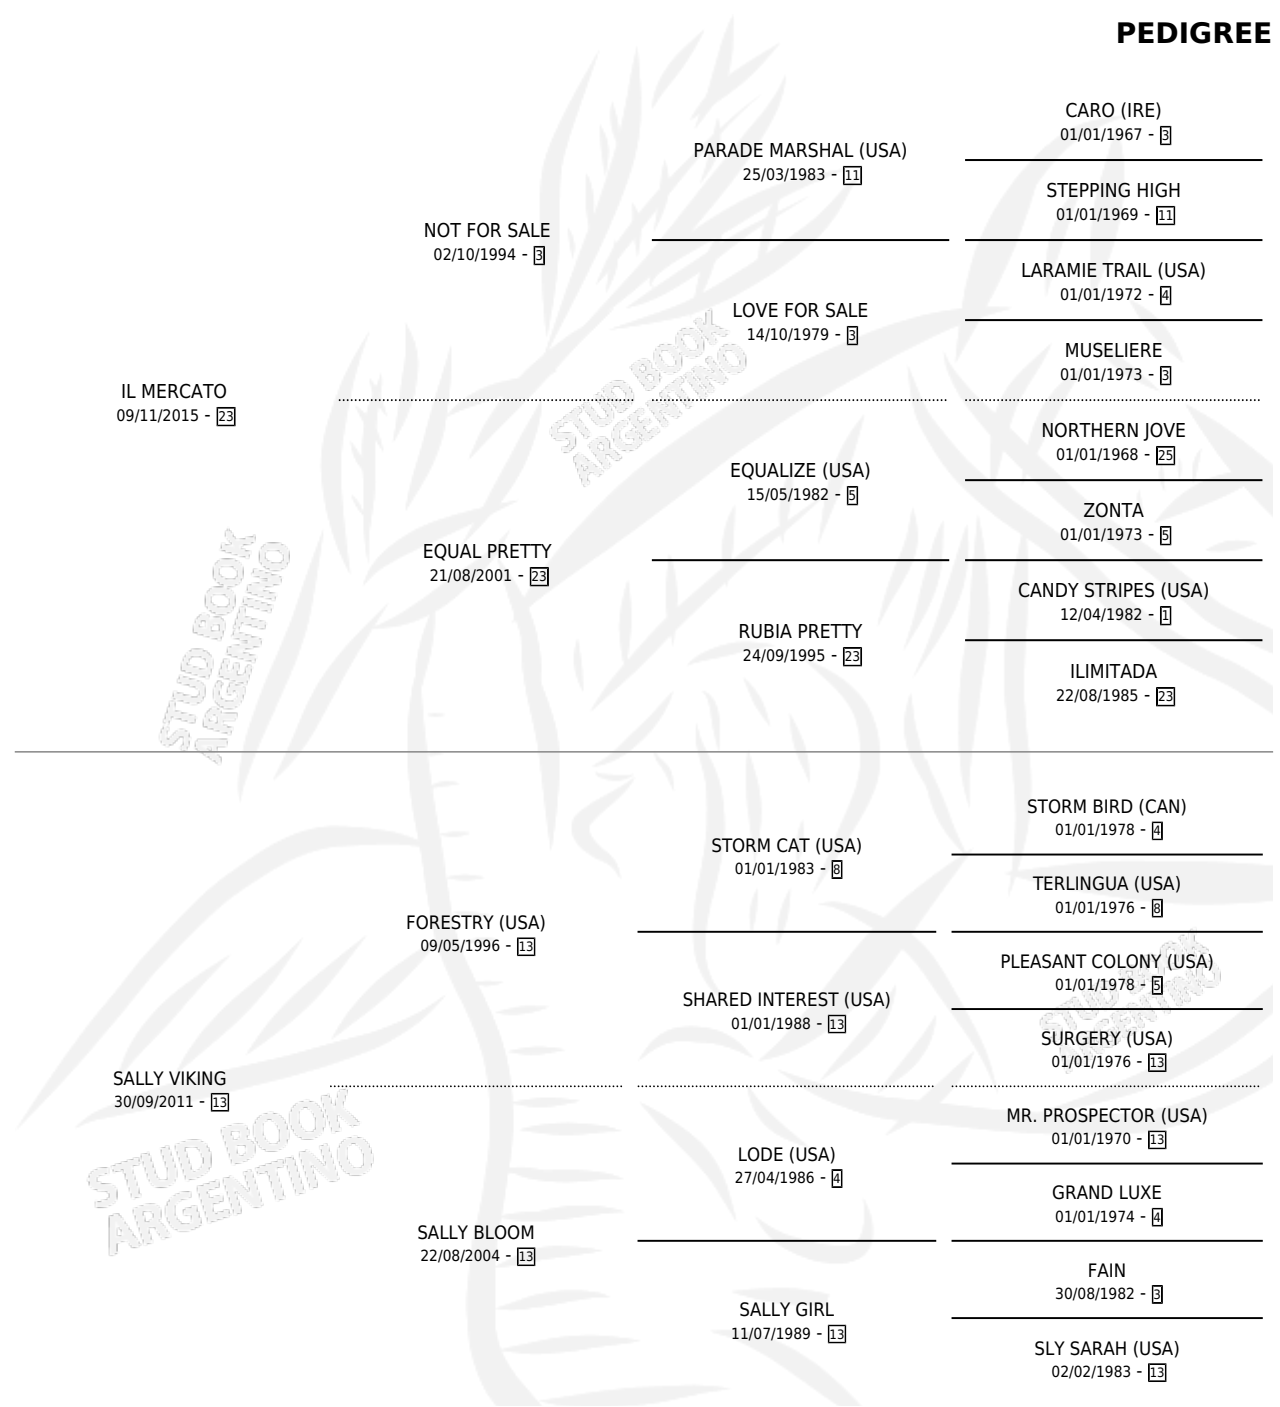 PEDIGREE
CARO (IRE)
01/01/1967 - 3
PARADE MARSHAL (USA)
25/03/1983 - 11
STEPPING HIGH
01/01/1969 - 11
NOT FOR SALE
02/10/1994 - 3
LARAMIE TRAIL (USA)
01/01/1972 - 4
LOVE FOR SALE
14/10/1979 - 3
MUSELIERE
01/01/1973 - 3
IL MERCATO
09/11/2015 - 23
STUD BOOK
ARGENTINO
NORTHERN JOVE
01/01/1968 - 25
EQUALIZE (USA)
15/05/1982 - 5
ZONTA
01/01/1973 - 5
EQUAL PRETTY
21/08/2001 - 23
CANDY STRIPES (USA)
12/04/1982 - 1
RUBIA PRETTY
24/09/1995 - 23
ILIMITADA
22/08/1985 - 23
STUD BOOK
ARGENTINO
STORM BIRD (CAN)
01/01/1978 - 4
STORM CAT (USA)
01/01/1983 - 8
TERLINGUA (USA)
01/01/1976 - 8
FORESTRY (USA)
09/05/1996 - 13
PLEASANT COLONY (USA)
01/01/1978 - 5
SHARED INTEREST (USA)
01/01/1988 - 13
STUD BOOK
ARGENTINO
SURGERY (USA)
01/01/1976 - 13
SALLY VIKING
30/09/2011 - 13
STUD BOOK
ARGENTINO
MR. PROSPECTOR (USA)
01/01/1970 - 13
LODE (USA)
27/04/1986 - 4
GRAND LUXE
01/01/1974 - 4
SALLY BLOOM
22/08/2004 - 13
FAIN
30/08/1982 - 3
SALLY GIRL
11/07/1989 - 13
SLY SARAH (USA)
02/02/1983 - 13